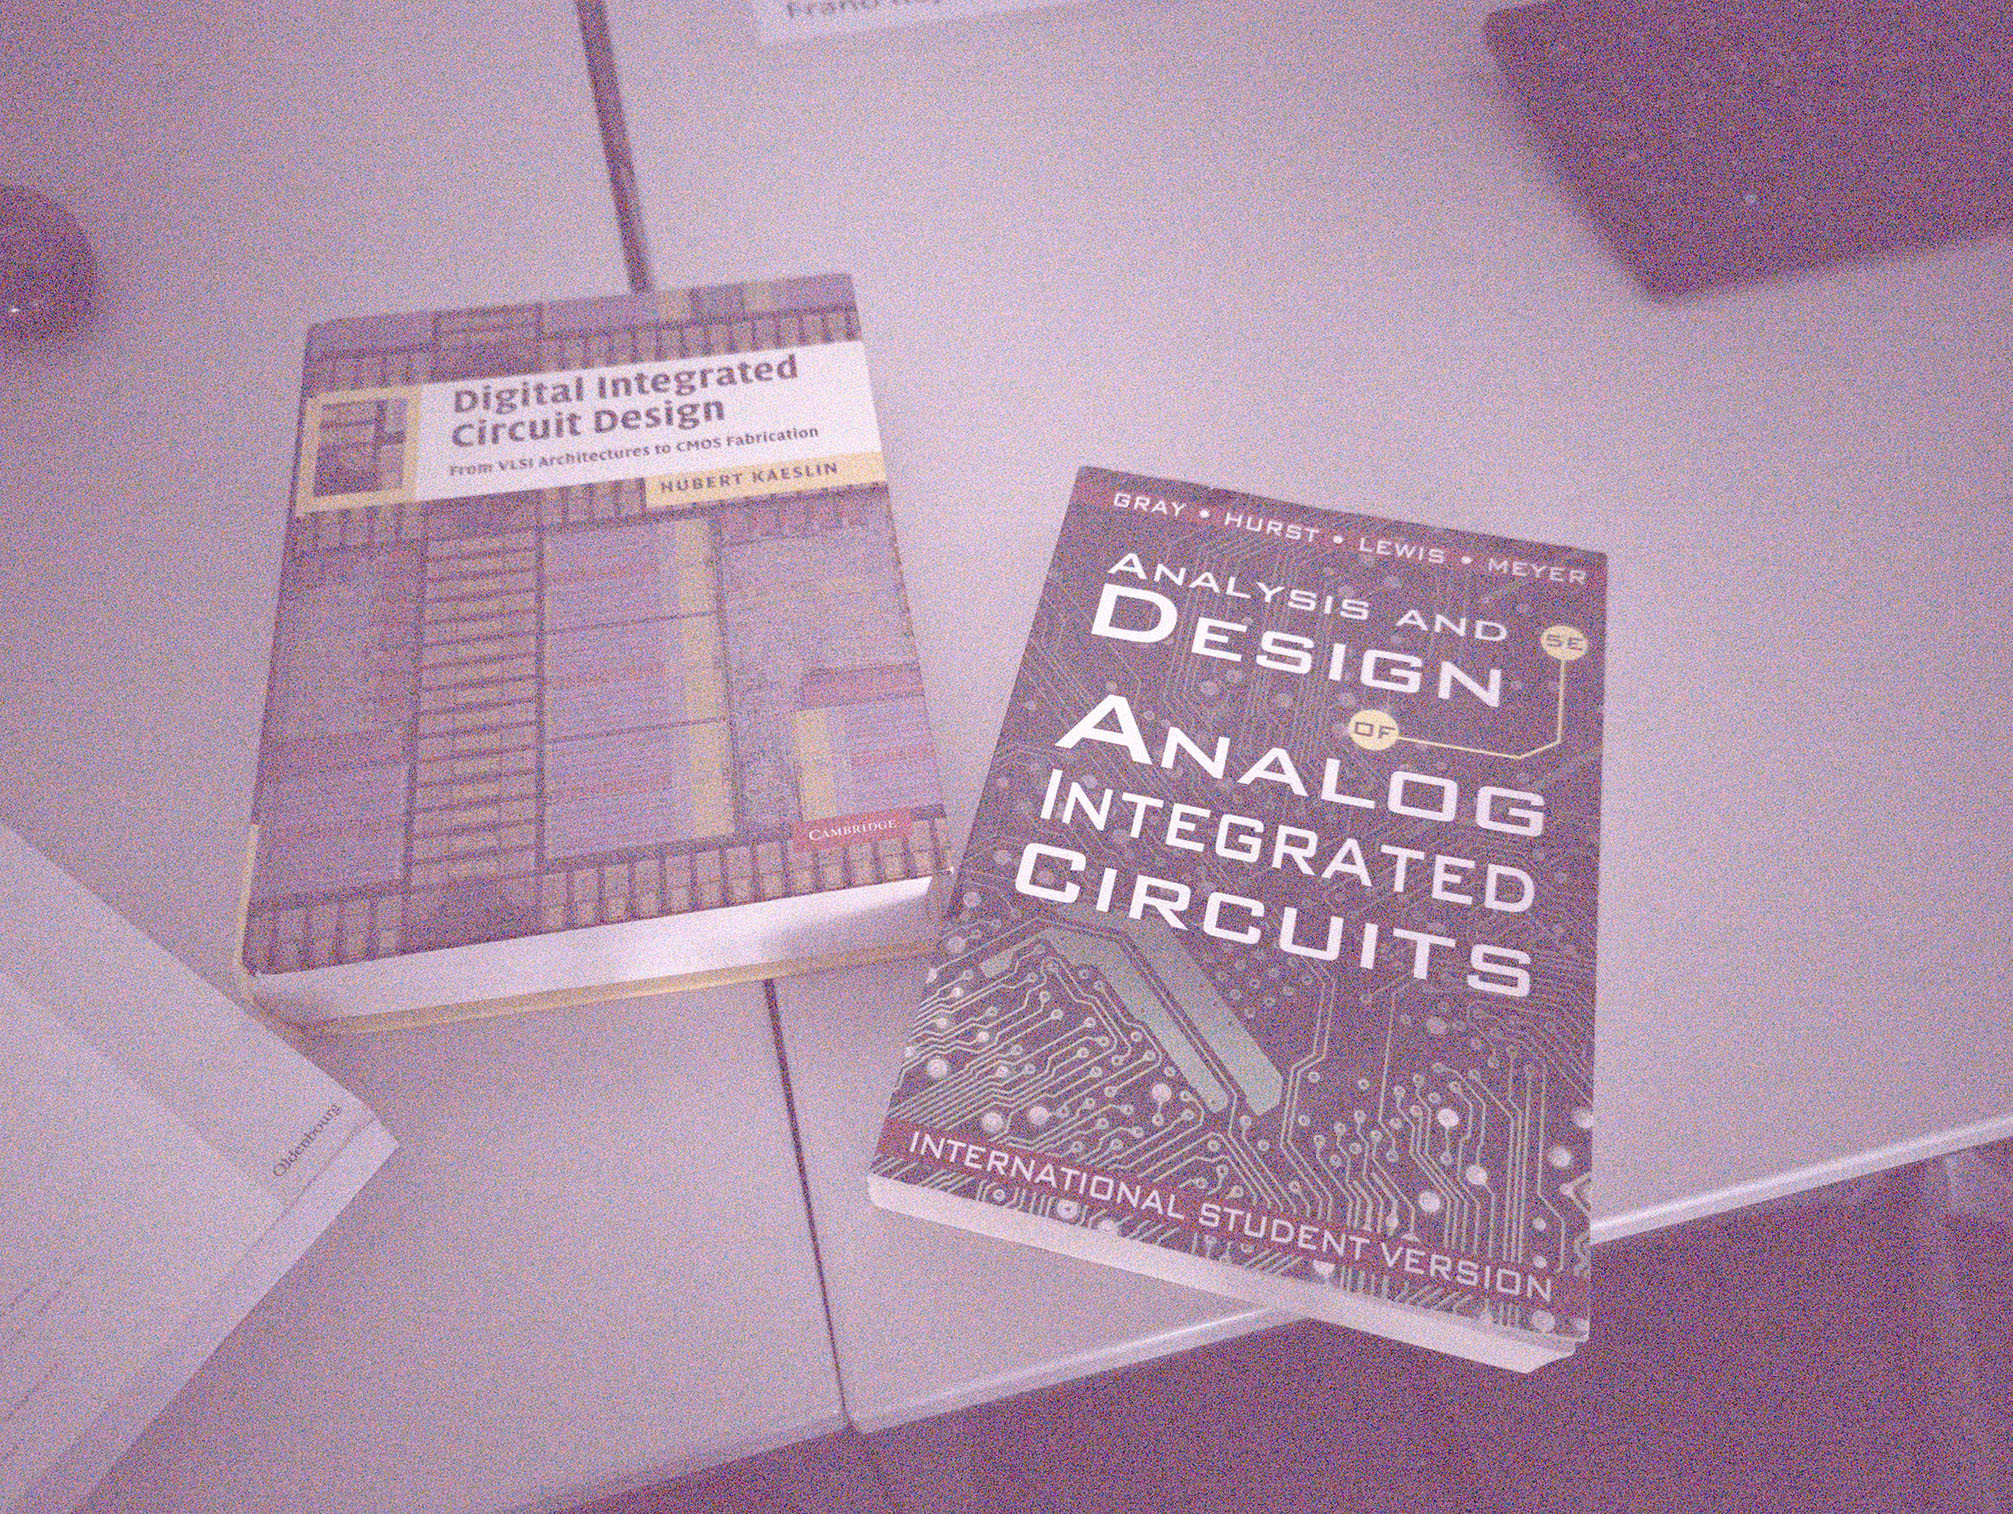 Digital Integrated
Circuit Design
From VLSI Architectures to CMOS Fabrication
HUBERT KAESLIN
CAMBRIDGE
GRAY • HURST • LEWIS • MEYER
ANALYSIS AND
DESIGN
5E
OF
ANALOG
INTEGRATED
CIRCUITS
INTERNATIONAL STUDENT VERSION
Oldenbourg